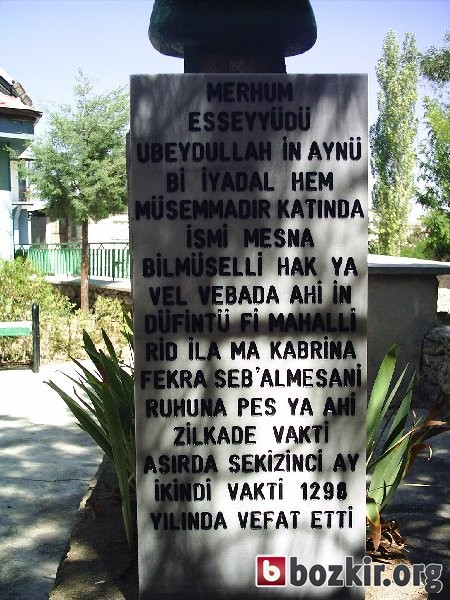 MERHUM
ESSEYYÜDÜ
UBEYDULLAH İN AYNÜ
Bİ İYADAL HEM
MÜSEMMADIR KATINDA
İSMİ MESNA
BİLMÜSELLİ HAK YA
VEL VEBADA AHİ İN
DÜFİNTÜ Fİ MAHALLİ
RİD İLA MA KABRİNA
FEKRA SEB'ALMESANİ
RUHUNA PES YA AHİ
ZİLKADE VAKTİ
AŞIRDA SEKİZİNCİ AY
İKİNDİ VAKTİ 1298
YILINDA VEFAT ETTİ
b bozkir.org